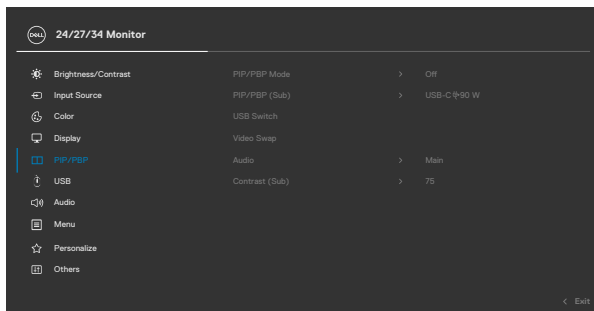 DELL 24/27/34 Monitor
Brightness/Contrast PIP/PBP Mode > Off
Input Source PIP/PBP (Sub) > USB-C 90 W
Color USB Switch
Display Video Swap
PIP/PBP Audio > Main
USB Contrast (Sub) > 75
Audio
Menu
Personalize
Others
< Exit